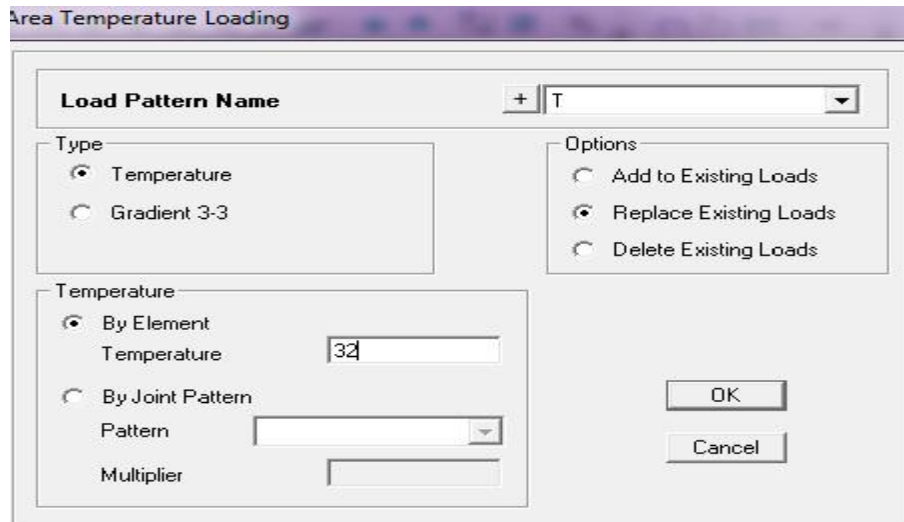 Area Temperature Loading
Load Pattern Name + T
Type
Temperature
Gradient 3-3
Options
Add to Existing Loads
Replace Existing Loads
Delete Existing Loads
Temperature
By Element
Temperature 32
By Joint Pattern
Pattern
Multiplier
OK
Cancel